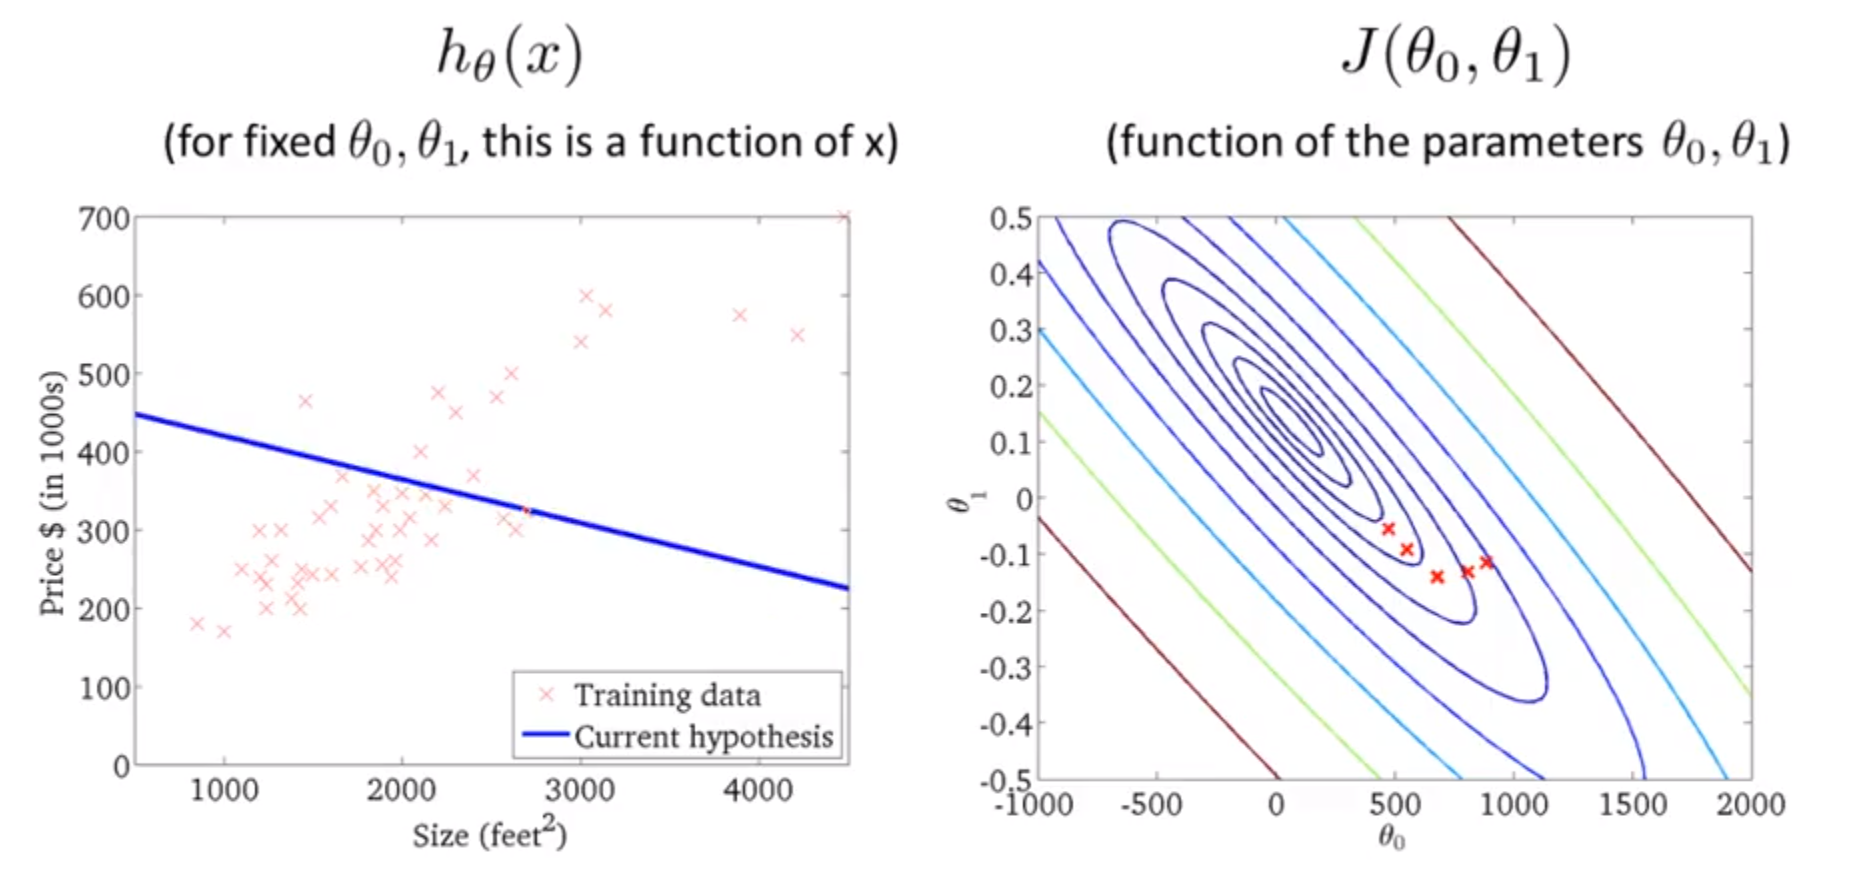 h_θ(x)
(for fixed θ₀, θ₁, this is a function of x)
700
600
500
400
300
200
100
0
Price $ (in 1000s)
1000 2000 3000 4000
Size (feet²)
Training data
Current hypothesis
J(θ₀, θ₁)
(function of the parameters θ₀, θ₁)
0.5
0.4
0.3
0.2
0.1
0
-0.1
-0.2
-0.3
-0.4
-0.5
θ₁
-1000 -500 0 500 1000 1500 2000
θ₀